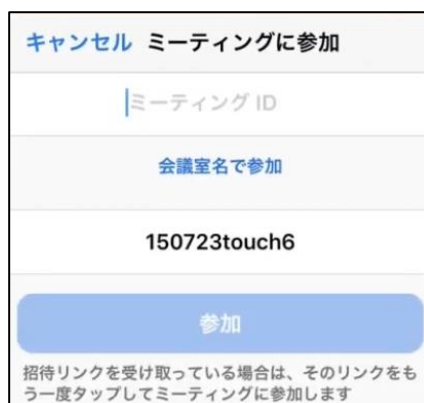 キャンセル ミーティングに参加
ミーティング ID
会議室名で参加
150723touch6
参加
招待リンクを受け取っている場合は、そのリンクをも
う一度タップしてミーティングに参加します